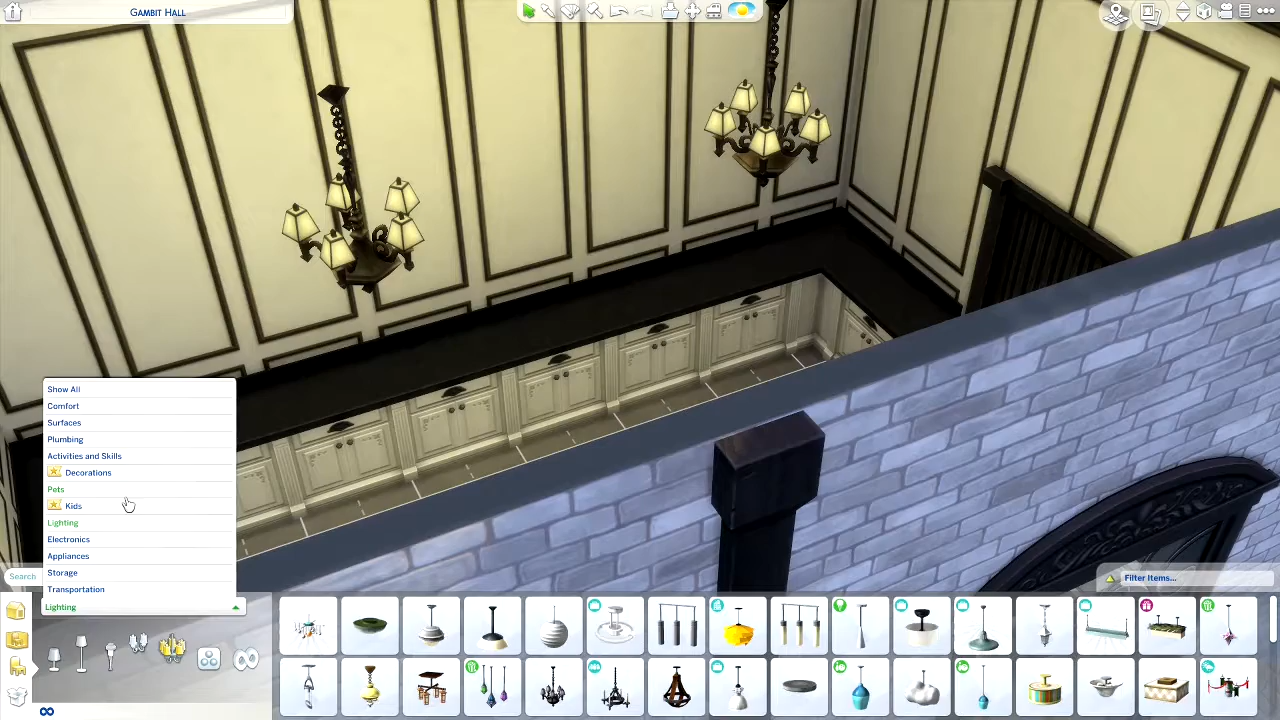 Gambit Hall
Show All
Comfort
Surfaces
Plumbing
Activities and Skills
Decorations
Pets
Kids
Lighting
Electronics
Appliances
Storage
Transportation
Search
Lighting
Filter Items...